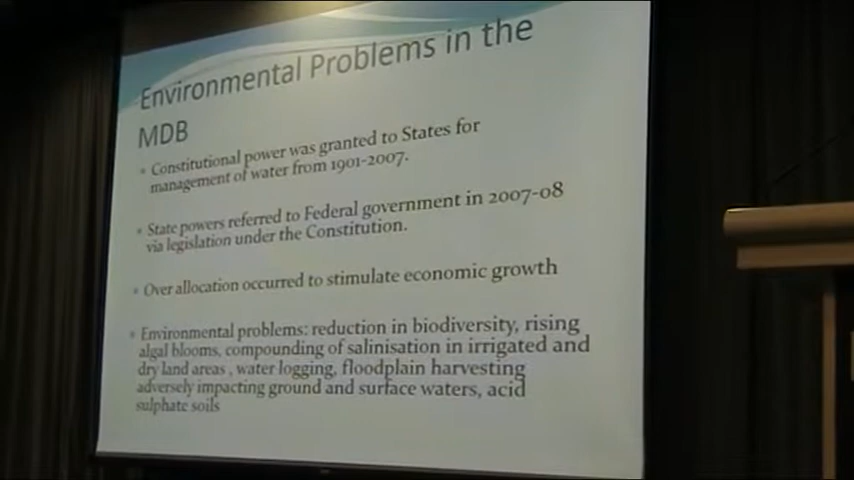 Environmental Problems in the
MDB
Constitutional power was granted to States for
management of water from 1901-2007.
State powers referred to Federal government in 2007-08
via legislation under the Constitution.
Over allocation occurred to stimulate economic growth
Environmental problems: reduction in biodiversity, rising
algal blooms, compounding of salinisation in irrigated and
dry land areas , water logging, floodplain harvesting
adversely impacting ground and surface waters, acid
sulphate soils